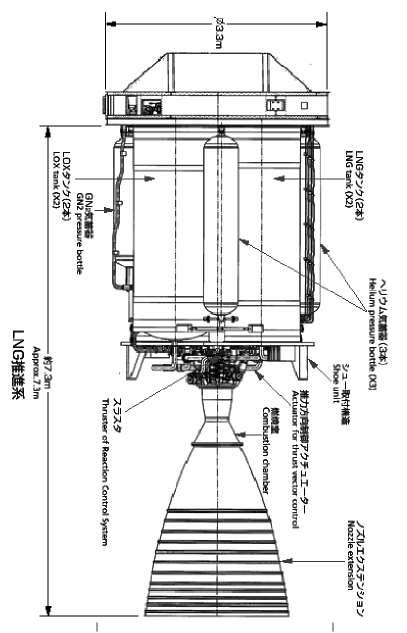 φ3.3m
LNGタンク(2本)
LNG tank (X2)
LOXタンク(2本)
LOX tank (X2)
GN₂気蓄器
GN2 pressure bottle
ヘリウム気蓄器 (3本)
Helium pressure bottle (X3)
シュー取付構造
Shoe unit
推力方向制御アクチュエーター
Actuator for thrust vector control
燃焼室
Combustion chamber
スラスタ
Thruster of Reaction Control System
ノズルエクステンション
Nozzle extension
約7.3m
Approx.7.3m
LNG推進系